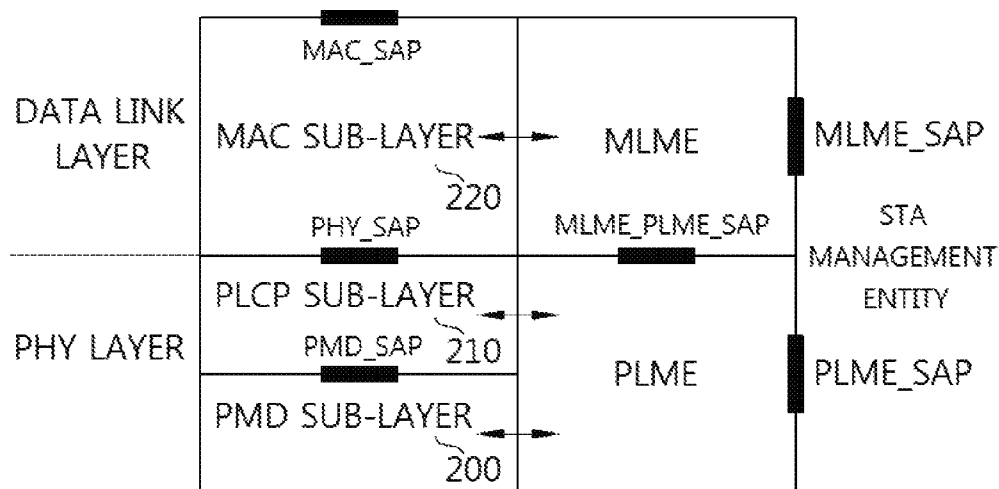 MAC_SAP
DATA LINK
LAYER
MAC SUB-LAYER
220
MLME
MLME_SAP
PHY_SAP
MLME_PLME_SAP
STA
MANAGEMENT
ENTITY
PHY LAYER
PLCP SUB-LAYER
210
PMD_SAP
PLME
PLME_SAP
PMD SUB-LAYER
200